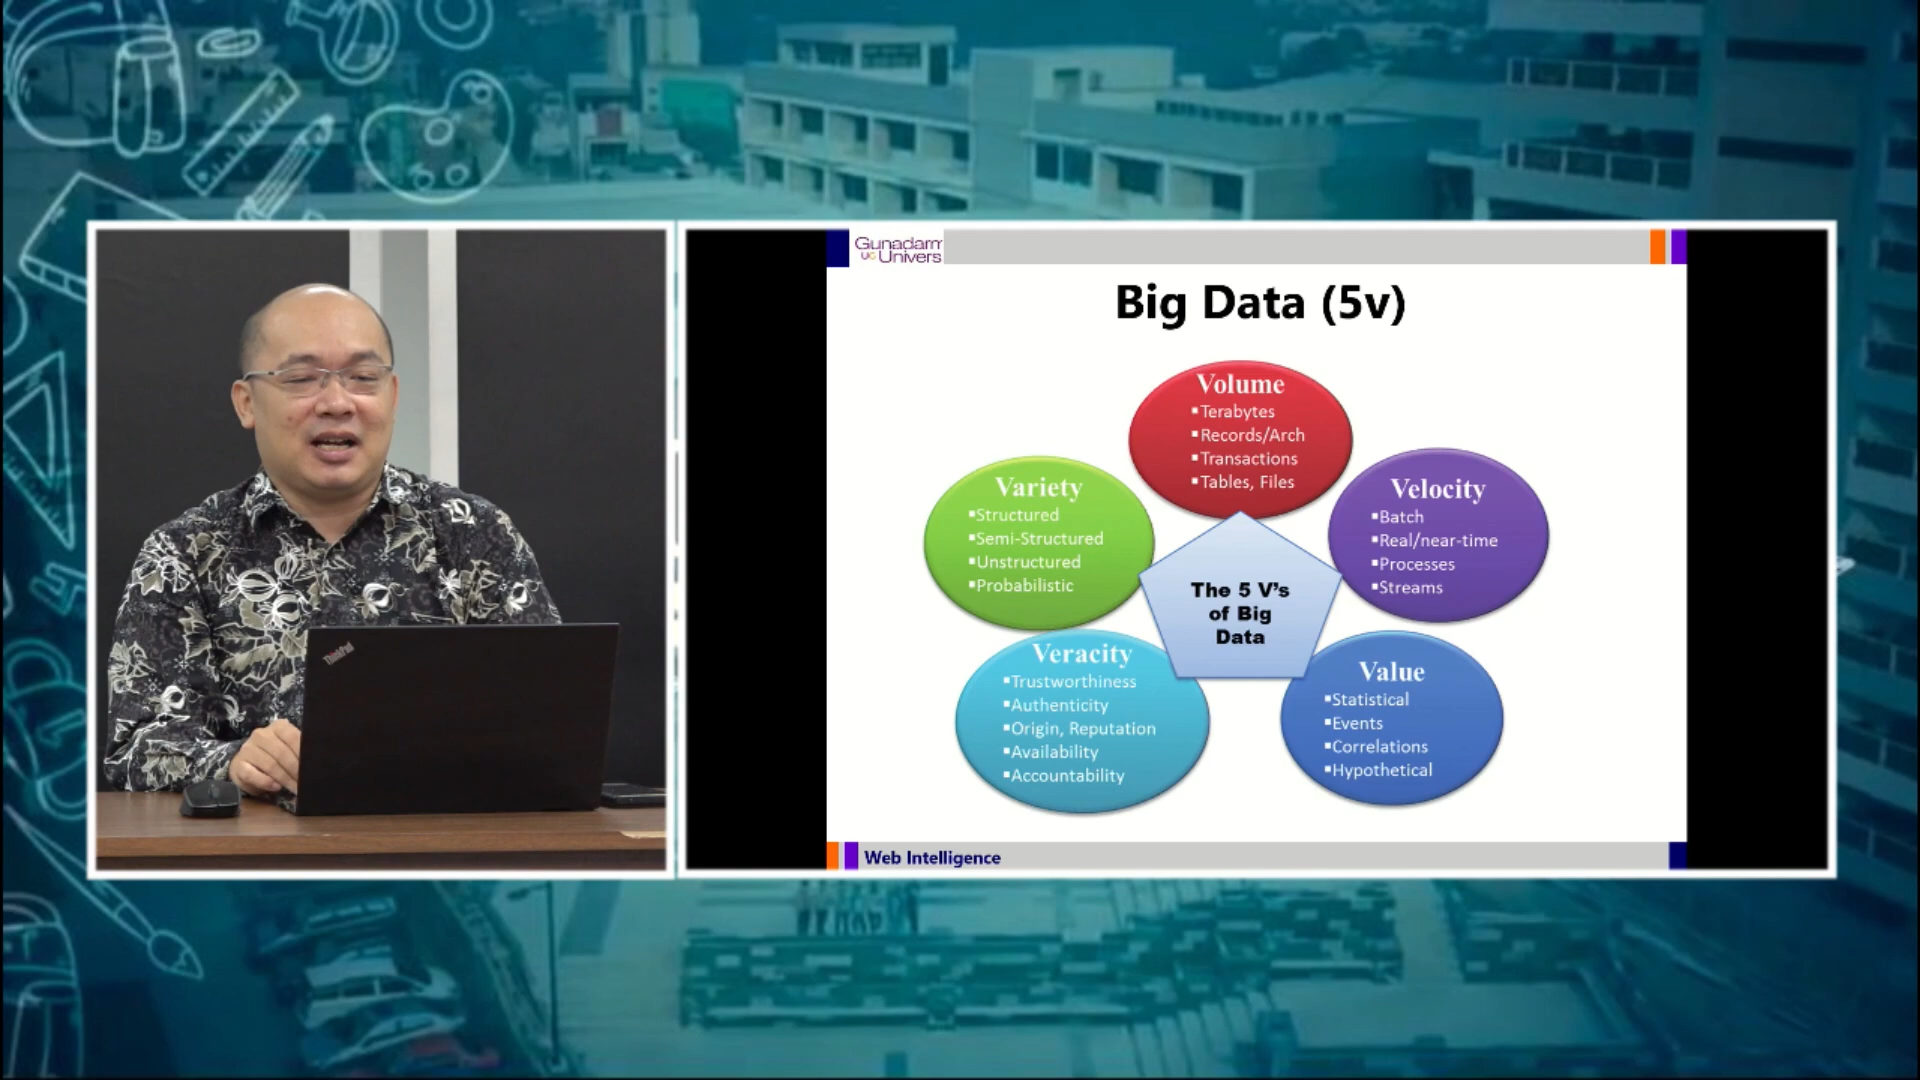 ThinkPad
Gunadarm
UG Univers
Big Data (5v)
Volume
▪Terabytes
▪Records/Arch
▪Transactions
▪Tables, Files
Variety
▪Structured
▪Semi-Structured
▪Unstructured
▪Probabilistic
Velocity
▪Batch
▪Real/near-time
▪Processes
▪Streams
The 5 V’s
of Big
Data
Veracity
▪Trustworthiness
▪Authenticity
▪Origin, Reputation
▪Availability
▪Accountability
Value
▪Statistical
▪Events
▪Correlations
▪Hypothetical
Web Intelligence